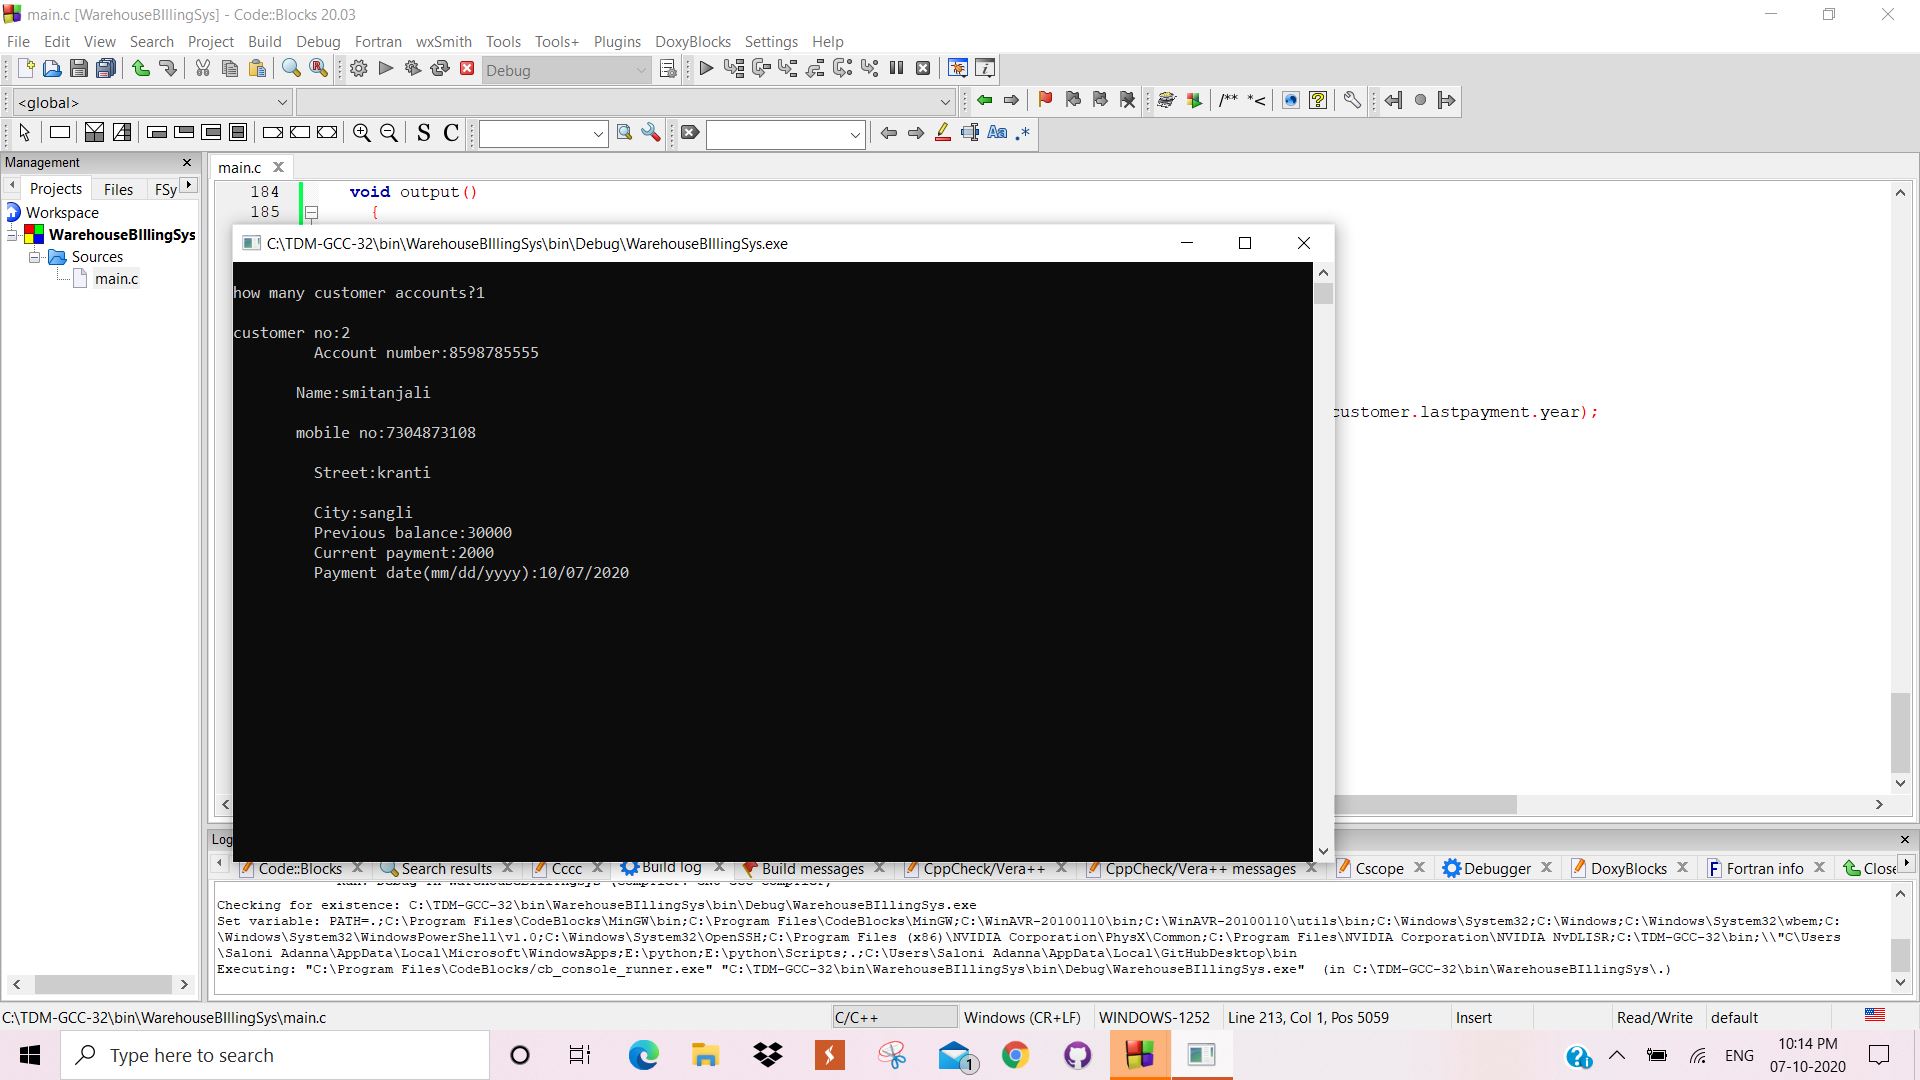 main.c [WarehouseBIllingSys] - Code::Blocks 20.03
File Edit View Search Project Build Debug Fortran wxSmith Tools Tools+ Plugins DoxyBlocks Settings Help
Debug
<global>
/** *<
S C
Aa .*
Management
main.c
Projects Files FSy
184 void output()
185 {
Workspace
WarehouseBIllingSys
Sources
main.c
C:\TDM-GCC-32\bin\WarehouseBIllingSys\bin\Debug\WarehouseBIllingSys.exe
how many customer accounts?1
customer no:2
Account number:8598785555
Name:smitanjali
mobile no:7304873108
Street:kranti
City:sangli
Previous balance:30000
Current payment:2000
Payment date(mm/dd/yyyy):10/07/2020
customer.lastpayment.year);
Log
Code::Blocks Search results Cccc Build log Build messages CppCheck/Vera++ CppCheck/Vera++ messages Cscope Debugger DoxyBlocks Fortran info Close
Checking for existence: C:\TDM-GCC-32\bin\WarehouseBIllingSys\bin\Debug\WarehouseBIllingSys.exe
Set variable: PATH=.;C:\Program Files\CodeBlocks\MinGW\bin;C:\Program Files\CodeBlocks\MinGW;C:\WinAVR-20100110\bin;C:\WinAVR-20100110\utils\bin;C:\Windows\System32;C:\Windows;C:\Windows\System32\wbem;C:
\Windows\System32\WindowsPowerShell\v1.0;C:\Windows\System32\OpenSSH;C:\Program Files (x86)\NVIDIA Corporation\PhysX\Common;C:\Program Files\NVIDIA Corporation\NVIDIA NvDLISR;C:\TDM-GCC-32\bin;\\"C\Users
\Saloni Adanna\AppData\Local\Microsoft\WindowsApps;E:\python;E:\python\Scripts;.;C:\Users\Saloni Adanna\AppData\Local\GitHubDesktop\bin
Executing: "C:\Program Files\CodeBlocks/cb_console_runner.exe" "C:\TDM-GCC-32\bin\WarehouseBIllingSys\bin\Debug\WarehouseBIllingSys.exe" (in C:\TDM-GCC-32\bin\WarehouseBIllingSys\.)
C:\TDM-GCC-32\bin\WarehouseBIllingSys\main.c C/C++ Windows (CR+LF) WINDOWS-1252 Line 213, Col 1, Pos 5059 Insert Read/Write default
Type here to search
1
ENG
10:14 PM
07-10-2020